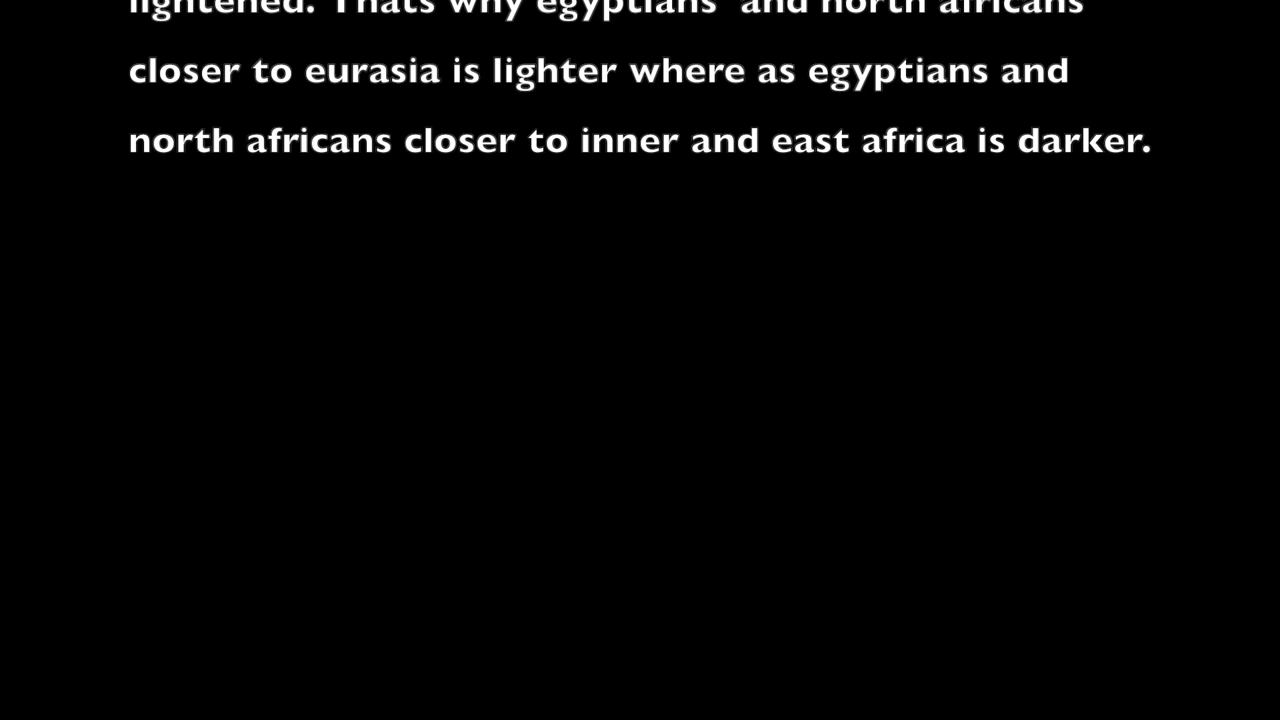 lightened. Thats why egyptians  and north africans
closer to eurasia is lighter where as egyptians and
north africans closer to inner and east africa is darker.